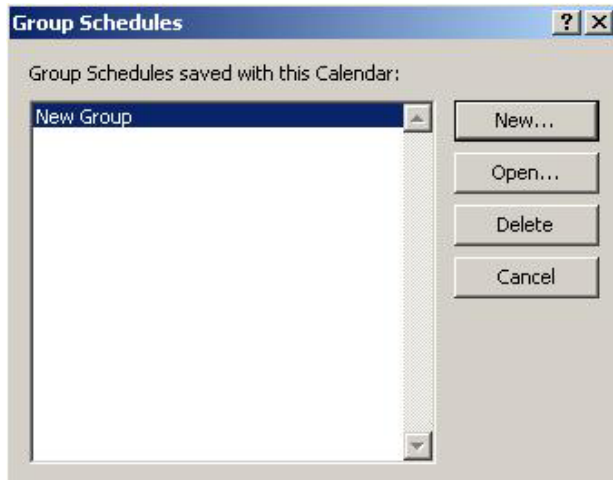 Group Schedules
Group Schedules saved with this Calendar:
New Group
New...
Open...
Delete
Cancel